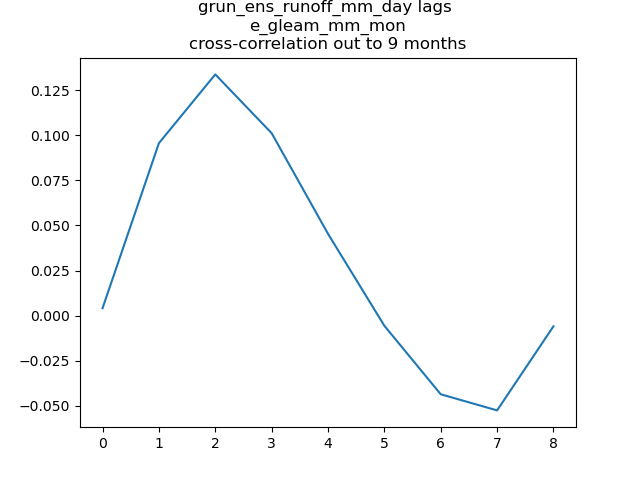 grun_ens_runoff_mm_day lags
e_gleam_mm_mon
cross-correlation out to 9 months
0.125
0.100
0.075
0.050
0.025
0.000
−0.025
−0.050
0 1 2 3 4 5 6 7 8